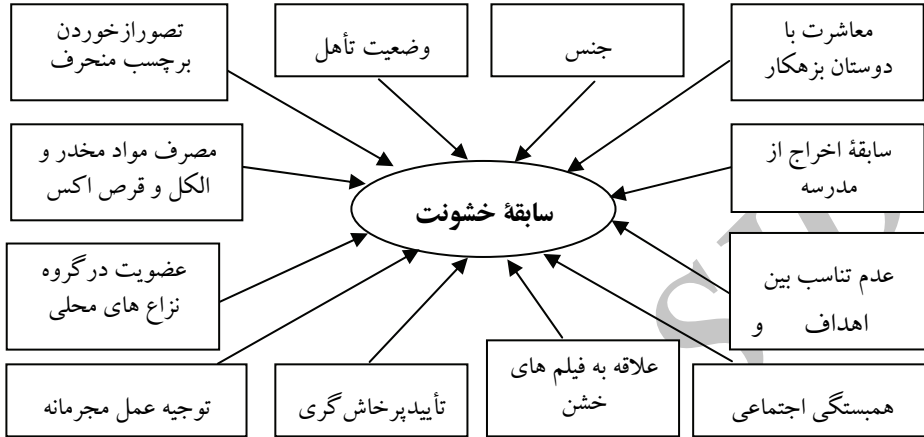 معاشرت با
دوستان بزهکار
جنس
وضعیت تأهل
تصورازخوردن
برچسب منحرف
سابقۀ اخراج از
مدرسه
مصرف مواد مخدر و
الکل و قرص اکس
سابقۀ خشونت
عدم تناسب بین
اهداف و
عضویت درگروه
نزاع های محلی
همبستگی اجتماعی
علاقه به فیلم های
خشن
تأییدپرخاش گری
توجیه عمل مجرمانه